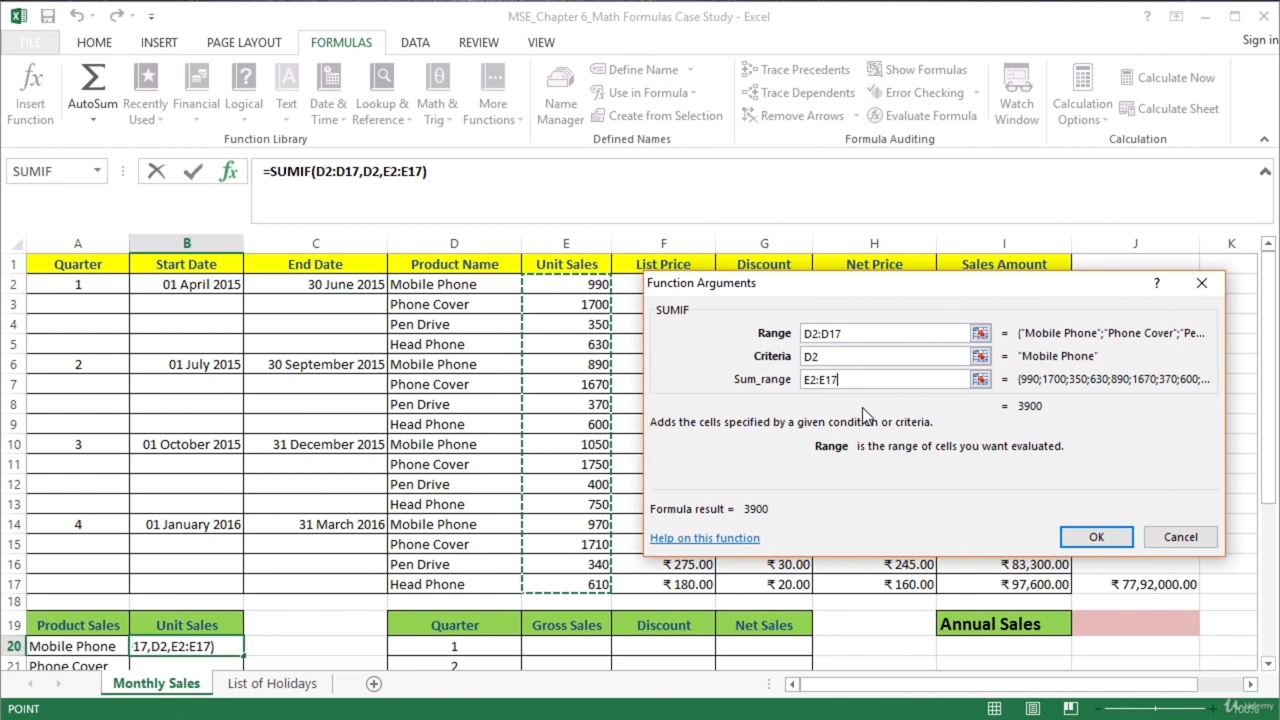 MSE_Chapter 6_Math Formulas Case Study - Excel
FILE HOME INSERT PAGE LAYOUT FORMULAS DATA REVIEW VIEW Sign in
Insert Function
AutoSum
Recently Used
Financial
Logical
Text
Date & Time
Lookup & Reference
Math & Trig
More Functions
Function Library
Name Manager
Define Name
Use in Formula
Create from Selection
Defined Names
Trace Precedents
Trace Dependents
Remove Arrows
Show Formulas
Error Checking
Evaluate Formula
Formula Auditing
Watch Window
Calculation Options
Calculate Now
Calculate Sheet
Calculation
SUMIF fx =SUMIF(D2:D17,D2,E2:E17)
A B C D E F G H I J K
1 Quarter Start Date End Date Product Name Unit Sales List Price Discount Net Price Sales Amount
2 1 01 April 2015 30 June 2015 Mobile Phone 990
3 Phone Cover 1700
4 Pen Drive 350
5 Head Phone 630
6 2 01 July 2015 30 September 2015 Mobile Phone 890
7 Phone Cover 1670
8 Pen Drive 370
9 Head Phone 600
10 3 01 October 2015 31 December 2015 Mobile Phone 1050
11 Phone Cover 1750
12 Pen Drive 400
13 Head Phone 750
14 4 01 January 2016 31 March 2016 Mobile Phone 970
15 Phone Cover 1710
16 Pen Drive 340 ₹ 275.00 ₹ 30.00 ₹ 245.00 ₹ 83,300.00
17 Head Phone 610 ₹ 180.00 ₹ 20.00 ₹ 160.00 ₹ 97,600.00 ₹ 77,92,000.00
18
19 Product Sales Unit Sales Quarter Gross Sales Discount Net Sales Annual Sales
20 Mobile Phone 17,D2,E2:E17) 1
21 Phone Cover 2
Function Arguments ?
SUMIF
Range D2:D17 = {"Mobile Phone";"Phone Cover";"Pe...
Criteria D2 = "Mobile Phone"
Sum_range E2:E17 = {990;1700;350;630;890;1670;370;600;...
= 3900
Adds the cells specified by a given condition or criteria.
Range is the range of cells you want evaluated.
Formula result = 3900
Help on this function
OK Cancel
Monthly Sales List of Holidays
POINT
Udemy